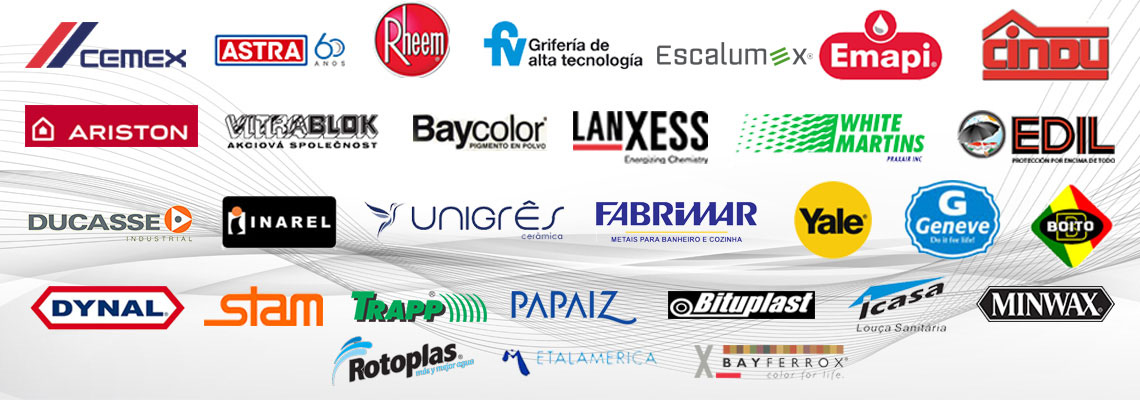 CEMEX
ASTRA 60
ANOS
Rheem
fv Grifería de
alta tecnología
Escalumex®
Emapi®
CINDU
ARISTON
VITRABLOK
AKCIOVÁ SPOLEČNOST
Baycolor®
PIGMENTO EN POLVO
LANXESS
Energizing Chemistry
WHITE
MARTINS
PRAXAIR INC
EDIL
PROTECCIÓN POR ENCIMA DE TODO
DUCASSE
INDUSTRIAL
INAREL
UNIGRÊS
cerâmica
FABRIMAR
METAIS PARA BANHEIRO E COZINHA
Yale®
G
Geneve
Do it for life!
BOITO
DYNAL®
stam
TRAPP®
PAPAIZ
Bituplast
icasa
Louça Sanitária
MINWAX®
Rotoplas®
más y mejor agua
METALAMERICA
X BAYFERROX®
color for life.